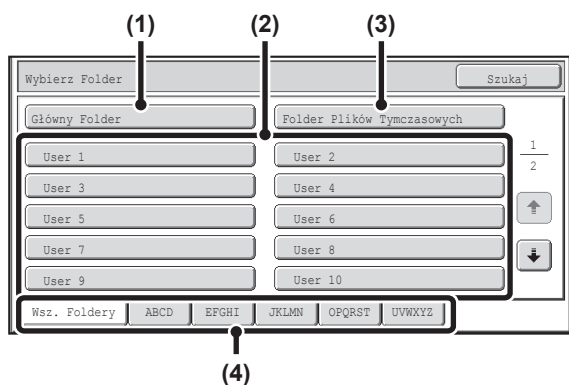 (1) (2) (3)
Wybierz Folder Szukaj
Główny Folder Folder Plików Tymczasowych
User 1 User 2 1
2
User 3 User 4
User 5 User 6
User 7 User 8
User 9 User 10
Wsz. Foldery ABCD EFGHI JKLMN OPQRST UVWXYZ
(4)